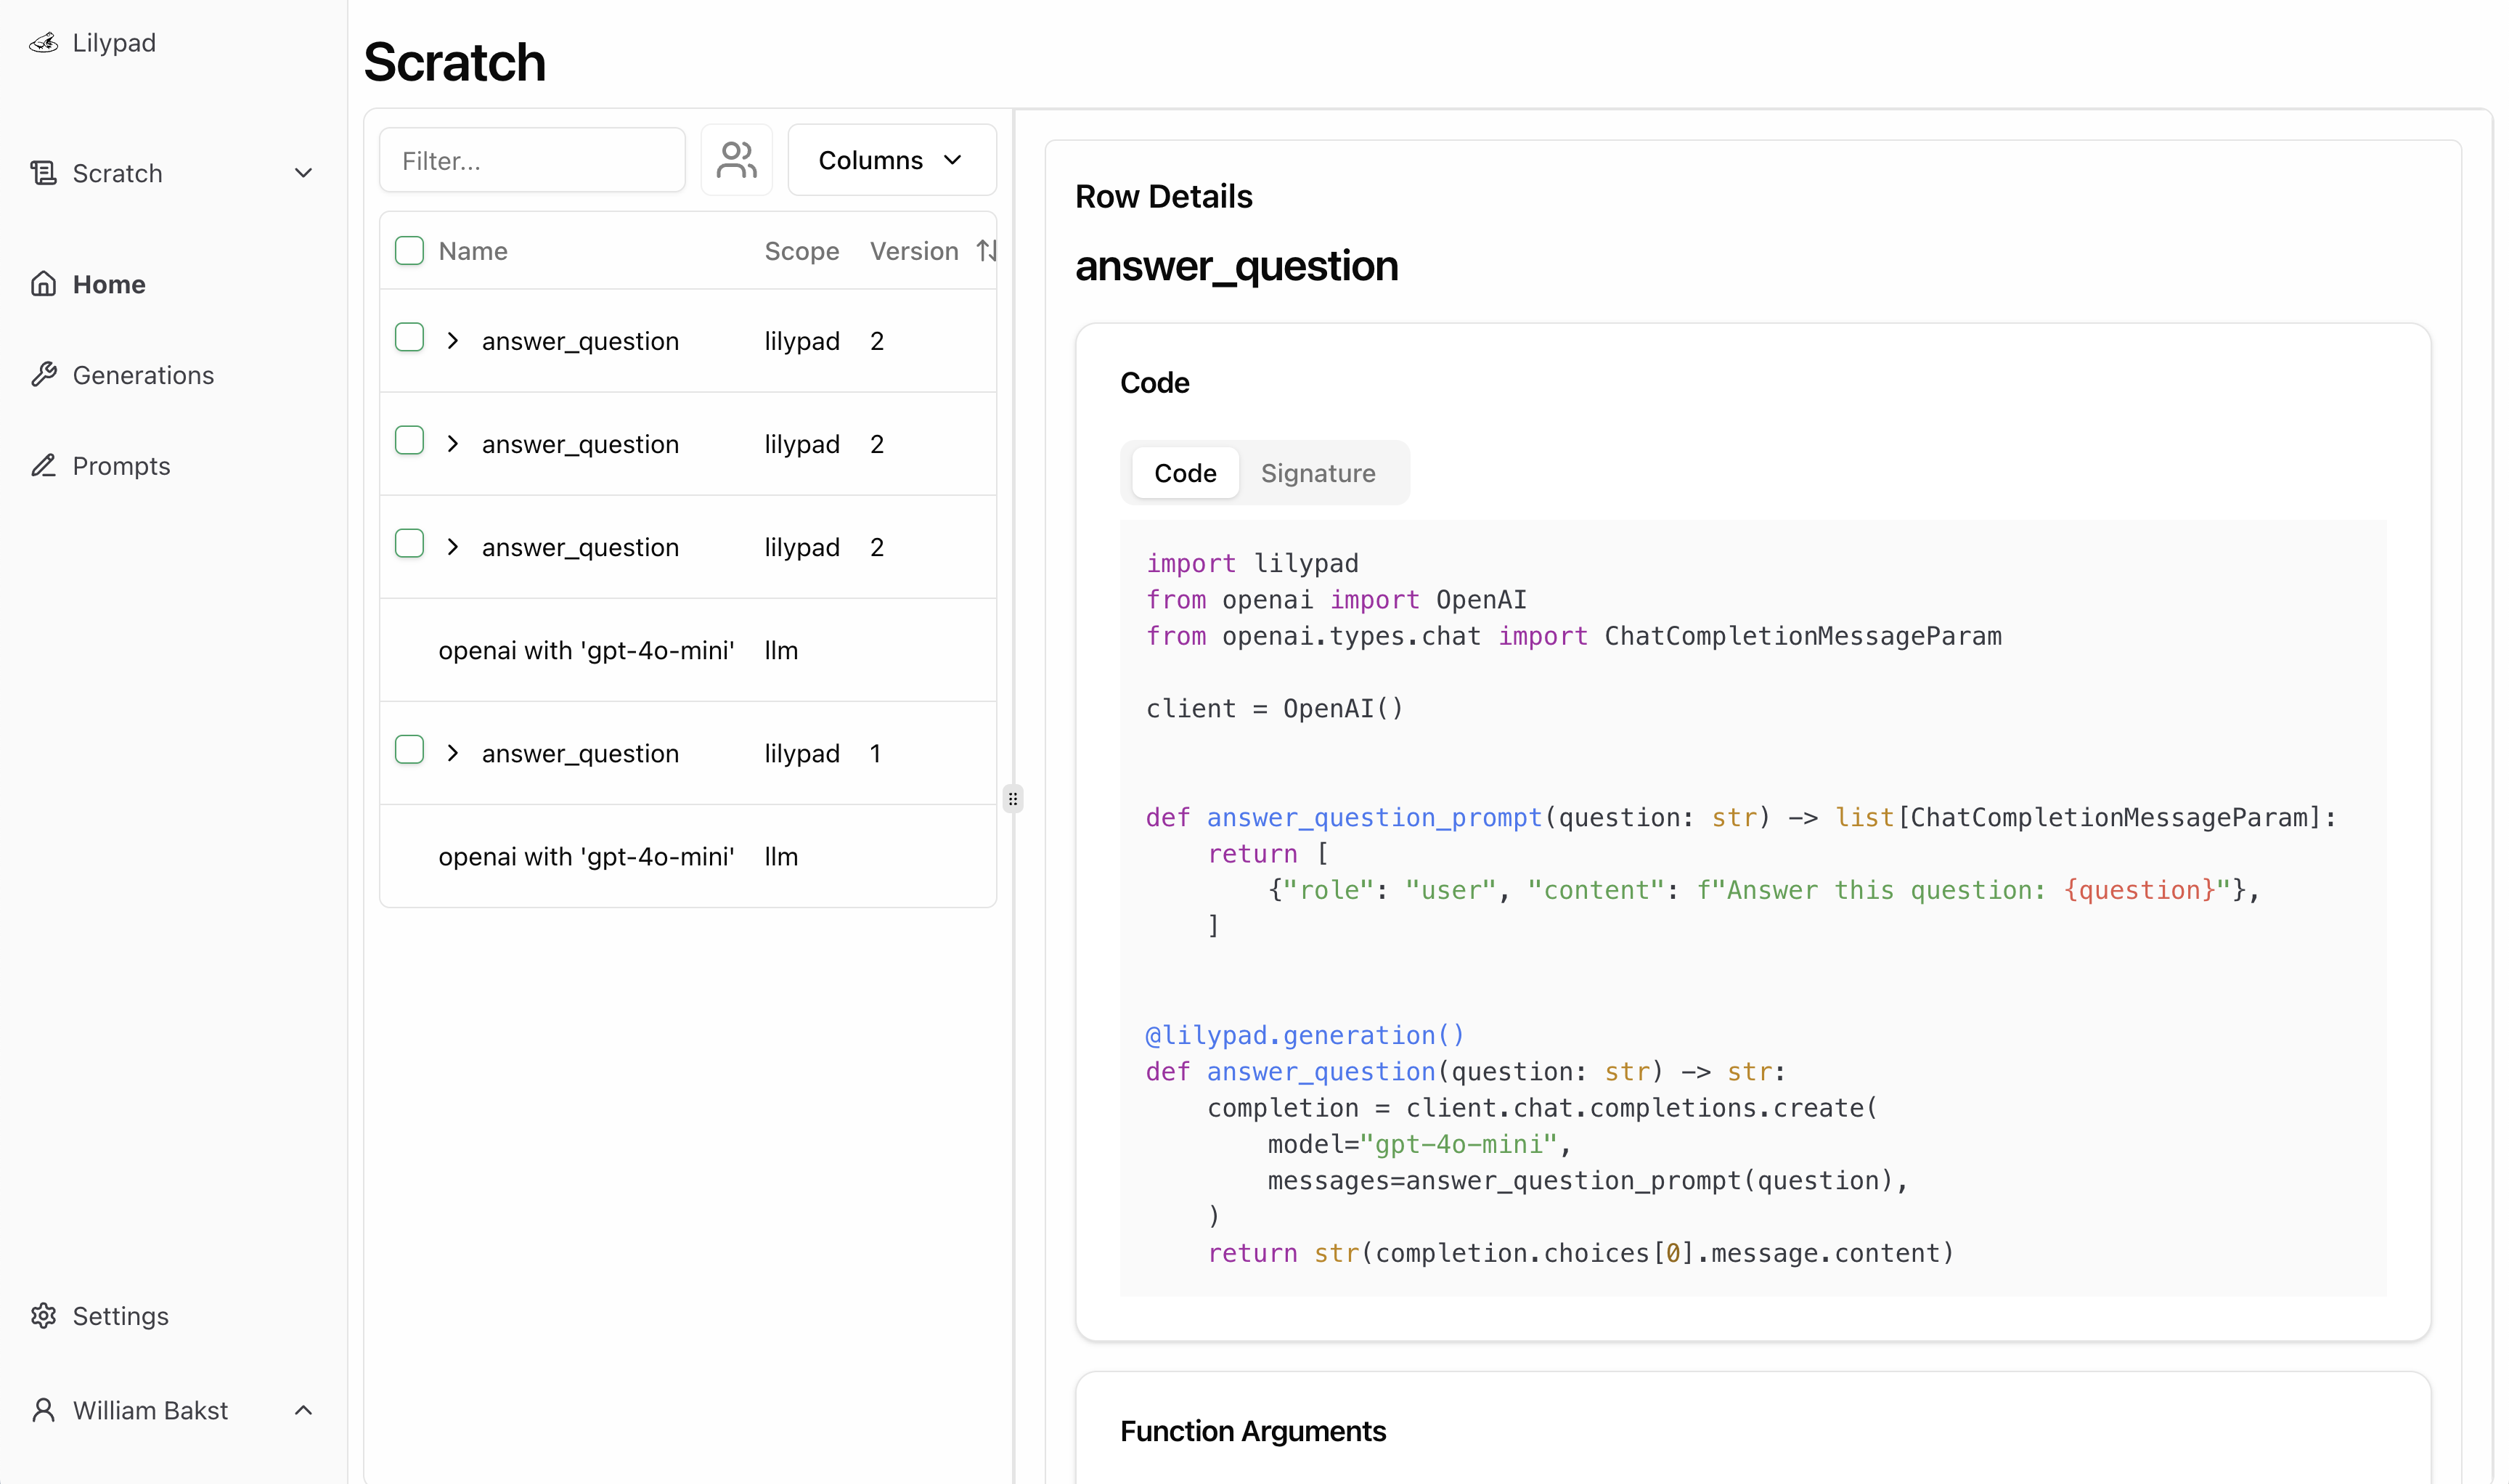 Lilypad
Scratch
Home
Generations
Prompts
Settings
William Bakst
Scratch
Filter...
Columns
Name Scope Version
answer_question lilypad 2
answer_question lilypad 2
answer_question lilypad 2
openai with 'gpt-4o-mini' llm
answer_question lilypad 1
openai with 'gpt-4o-mini' llm
Row Details
answer_question
Code
Code Signature
import lilypad
from openai import OpenAI
from openai.types.chat import ChatCompletionMessageParam
client = OpenAI()
def answer_question_prompt(question: str) -> list[ChatCompletionMessageParam]:
    return [
        {"role": "user", "content": f"Answer this question: {question}"},
    ]
@lilypad.generation()
def answer_question(question: str) -> str:
    completion = client.chat.completions.create(
        model="gpt-4o-mini",
        messages=answer_question_prompt(question),
    )
    return str(completion.choices[0].message.content)
Function Arguments